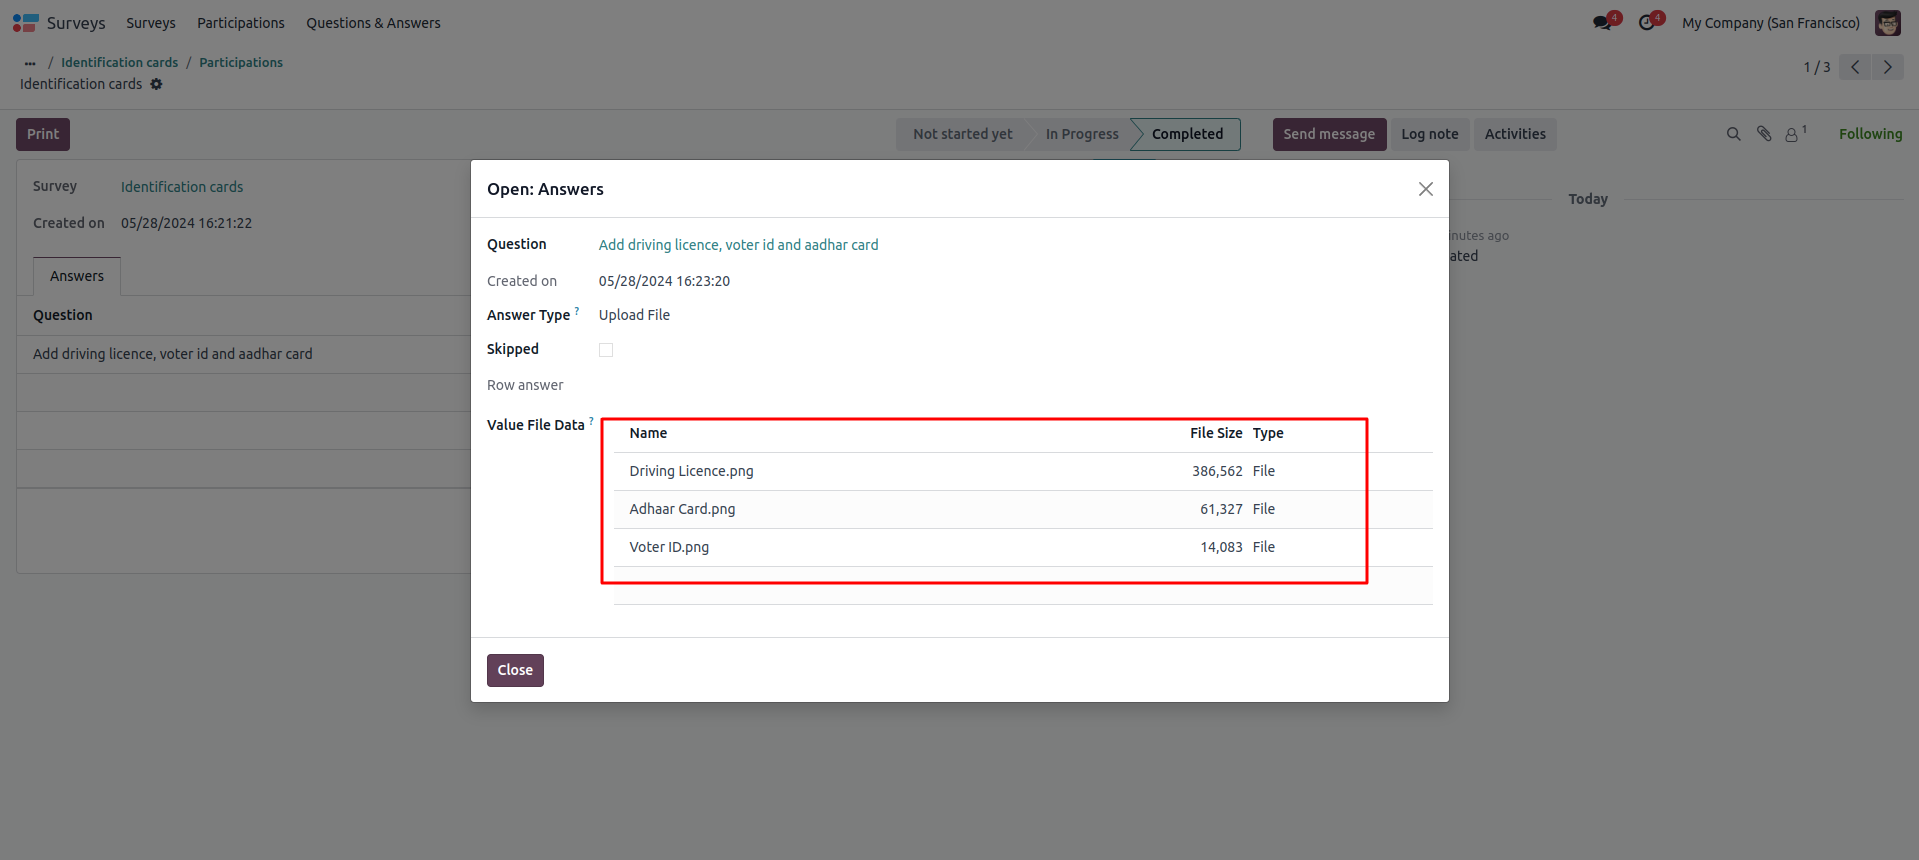 Surveys Surveys Participations Questions & Answers 4 4 My Company (San Francisco)
... / Identification cards / Participations
Identification cards 1 / 3
Print Not started yet In Progress Completed Send message Log note Activities 1 Following
Survey Identification cards
Created on 05/28/2024 16:21:22
Answers
Question
Add driving licence, voter id and aadhar card
Today
ago
Open: Answers
Question Add driving licence, voter id and aadhar card
Created on 05/28/2024 16:23:20
Answer Type ? Upload File
Skipped
Row answer
Value File Data ?
Name File Size Type
Driving Licence.png 386,562 File
Adhaar Card.png 61,327 File
Voter ID.png 14,083 File
Close